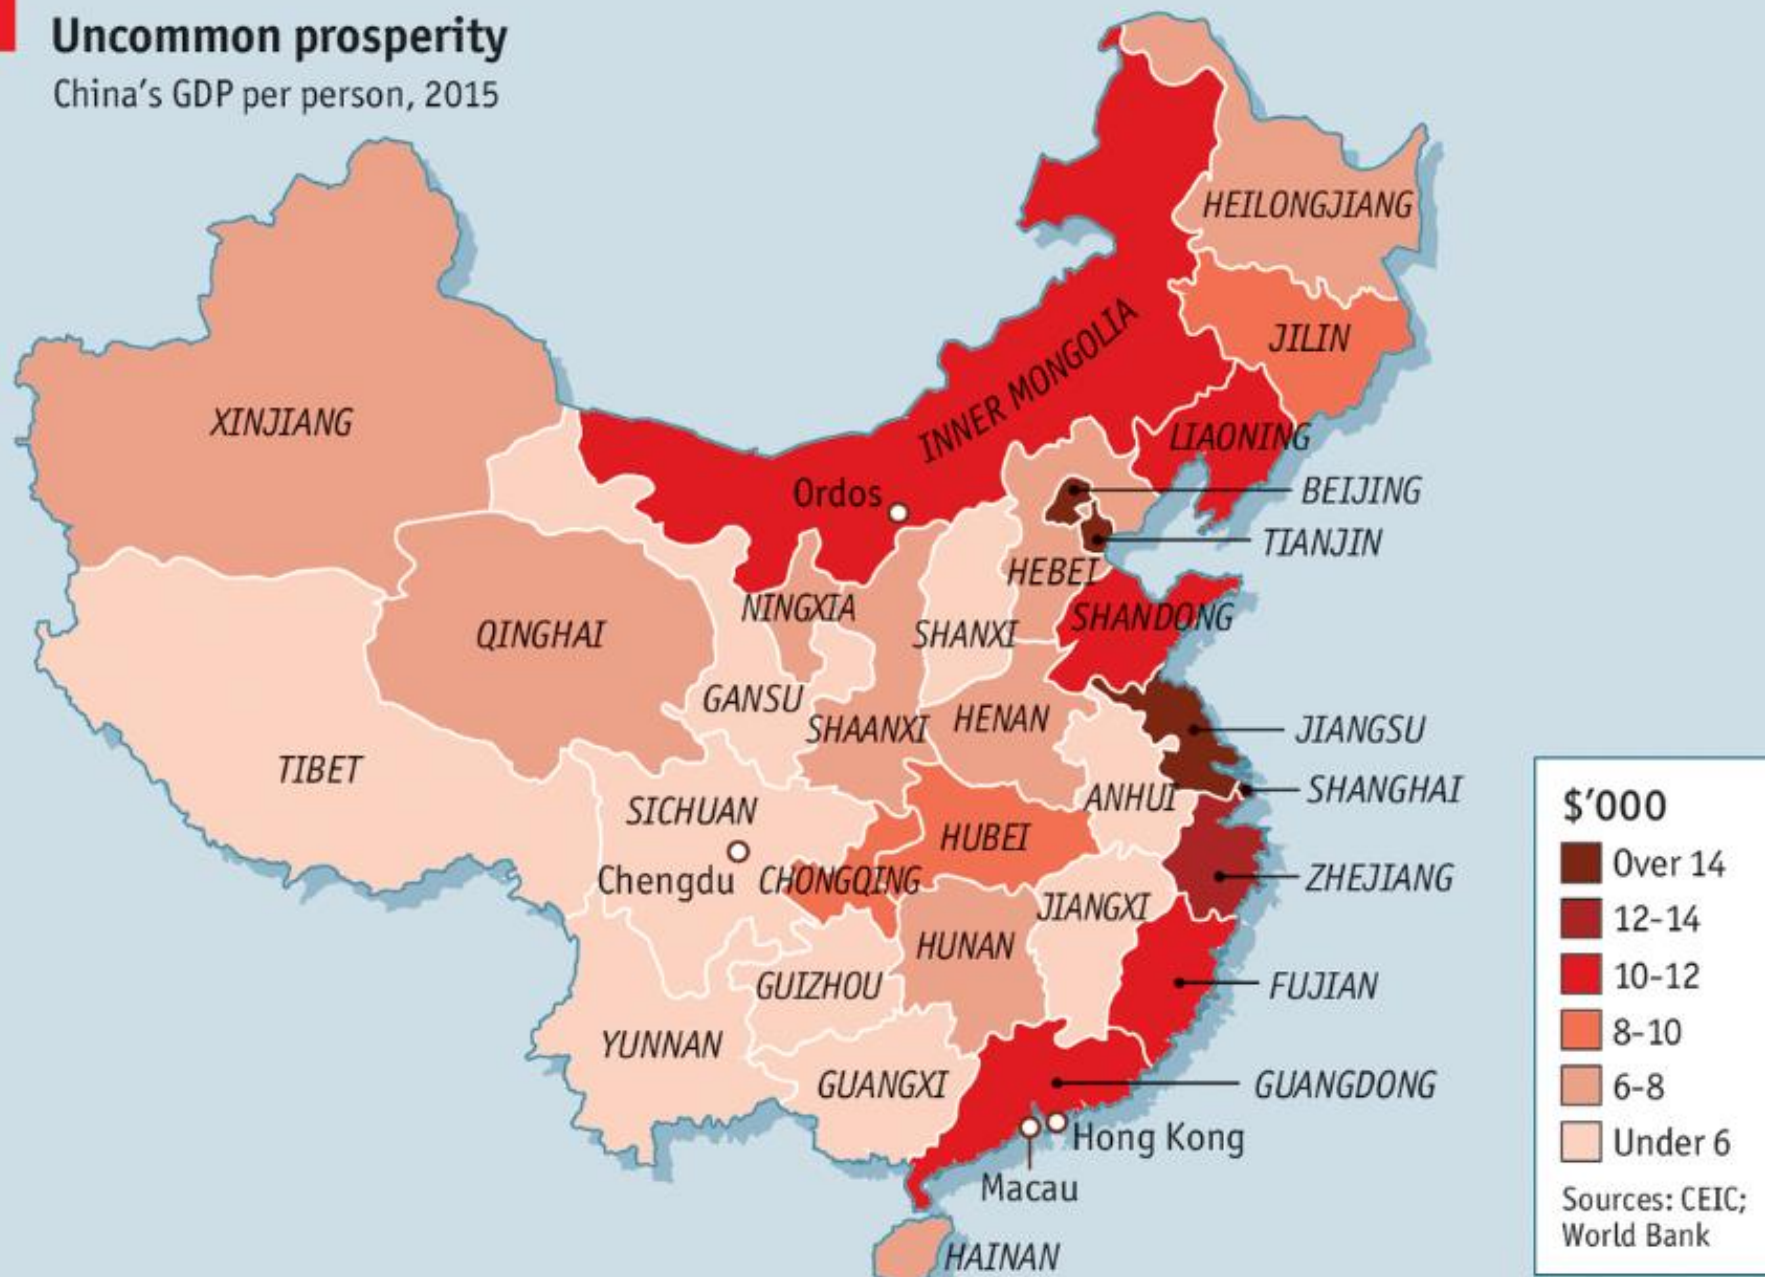 Uncommon prosperity
China's GDP per person, 2015
HEILONGJIANG
JILIN
INNER MONGOLIA
XINJIANG
LIAONING
Ordos
BEIJING
TIANJIN
HEBEI
NINGXIA
SHANDONG
QINGHAI
SHANXI
GANSU
SHAANXI
HENAN
JIANGSU
TIBET
SHANGHAI
ANHUI
SICHUAN
HUBEI
Chengdu
CHONGQING
ZHEJIANG
JIANGXI
HUNAN
GUIZHOU
FUJIAN
YUNNAN
GUANGXI
GUANGDONG
Hong Kong
Macau
HAINAN
$'000
Over 14
12-14
10-12
8-10
6-8
Under 6
Sources: CEIC;
World Bank